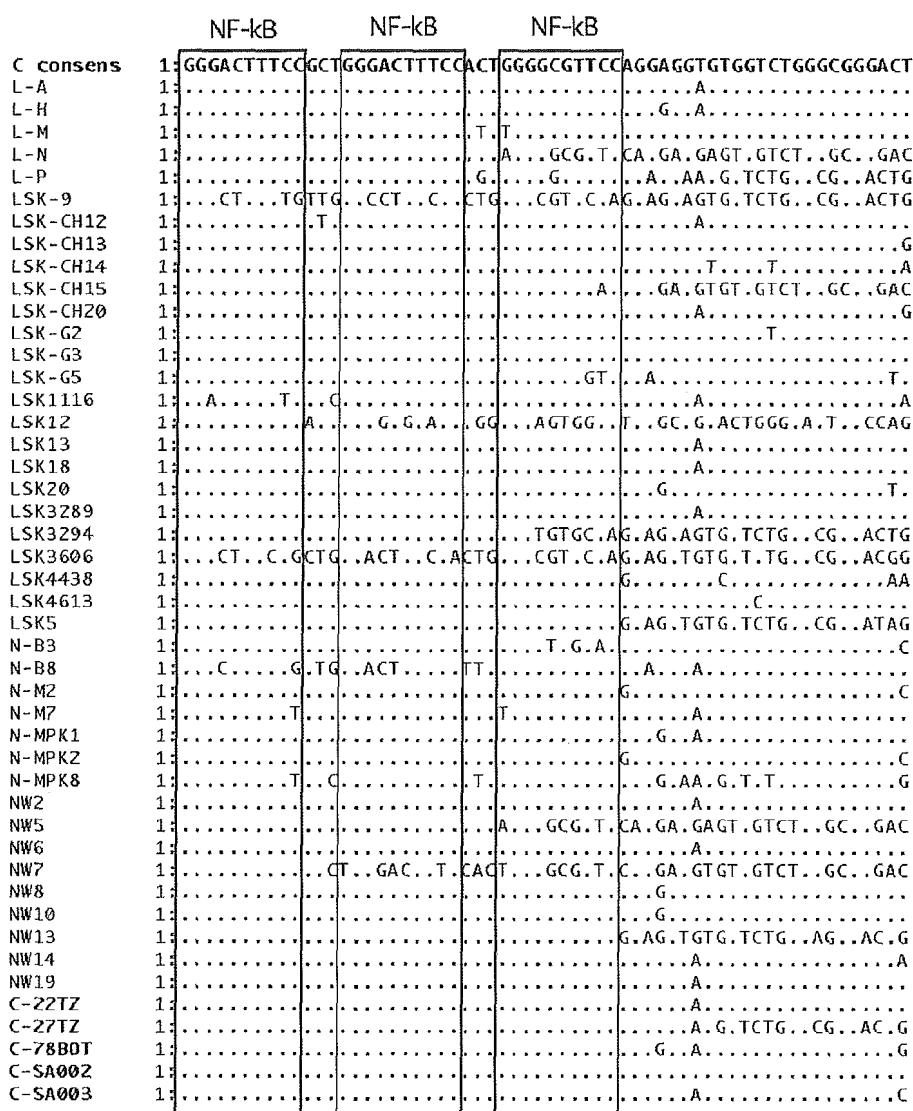 NF-kB NF-kB NF-kB
C consens 1:GGGACTTTCCGCTGGGACTTTCCACTGGGGCGTTCCAGGAGGTGTGGTCTGGGCGGGACT
L-A 1:..........................................A.................
L-H 1:.......................................G..A.................
L-M 1:........................T.T.................................
L-N 1:..........................A...GCG.T.CA.GA.GAGT.GTCT..GC..GAC
L-P 1:........................G.....G.......A..AA.G.TCTG..CG..ACTG
LSK-9 1:...CT...TGTTG..CCT..C..CTG...CGT.C.AG.AG.AGTG.TCTG..CG..ACTG
LSK-CH12 1:...........T..............................A.................
LSK-CH13 1:...........................................................G
LSK-CH14 1:...........................................T....T..........A
LSK-CH15 1:..................................A....GA.GTGT.GTCT..GC..GAC
LSK-CH20 1:..........................................A................G
LSK-G2 1:................................................T...........
LSK-G3 1:............................................................
LSK-G5 1:.................................GT...A...................T.
LSK1116 1:..A.....T...C.............................A................A
LSK12 1:..........A.....G.G.A...GG...AGTGG..T..GC.G.ACTGGG.A.T..CCAG
LSK13 1:..........................................A.................
LSK18 1:..........................................A.................
LSK20 1:.......................................G..................T.
LSK3289 1:..........................................A.................
LSK3294 1:.............................TGTGC.AG.AG.AGTG.TCTG..CG..ACTG
LSK3606 1:...CT..C.GCTG..ACT..C.ACTG...CGT.C.AG.AG.TGTG.T.TG..CG..ACGG
LSK4438 1:....................................G.......C.............AA
LSK4613 1:...............................................C............
LSK5 1:....................................G.AG.TGTG.TCTG..CG..ATAG
N-B3 1:..............................T.G.A........................C
N-B8 1:...C.....G.TG..ACT.....TT.............A...A.................
N-M2 1:....................................G......................C
N-M7 1:.........T................T...............A.................
N-MPK1 1:.......................................G..A.................
N-MPK2 1:....................................G......................C
N-MPK8 1:.........T..C...........T..............G.AA.G.T.T..........G
NW2 1:..........................................A.................
NW5 1:..........................A...GCG.T.CA.GA.GAGT.GTCT..GC..GAC
NW6 1:..........................................A.................
NW7 1:............CT..GAC..T.CACT...GCG.T.C..GA.GTGT.GTCT..GC..GAC
NW8 1:.......................................G....................
NW10 1:.......................................G....................
NW13 1:....................................G.AG.TGTG.TCTG..AG..AC.G
NW14 1:..........................................A................A
NW19 1:..........................................A.................
C-22TZ 1:..........................................A.................
C-27TZ 1:..........................................A.G.TCTG..CG..AC.G
C-78BOT 1:.......................................G..A................G
C-SA002 1:............................................................
C-SA003 1:..........................................A................C